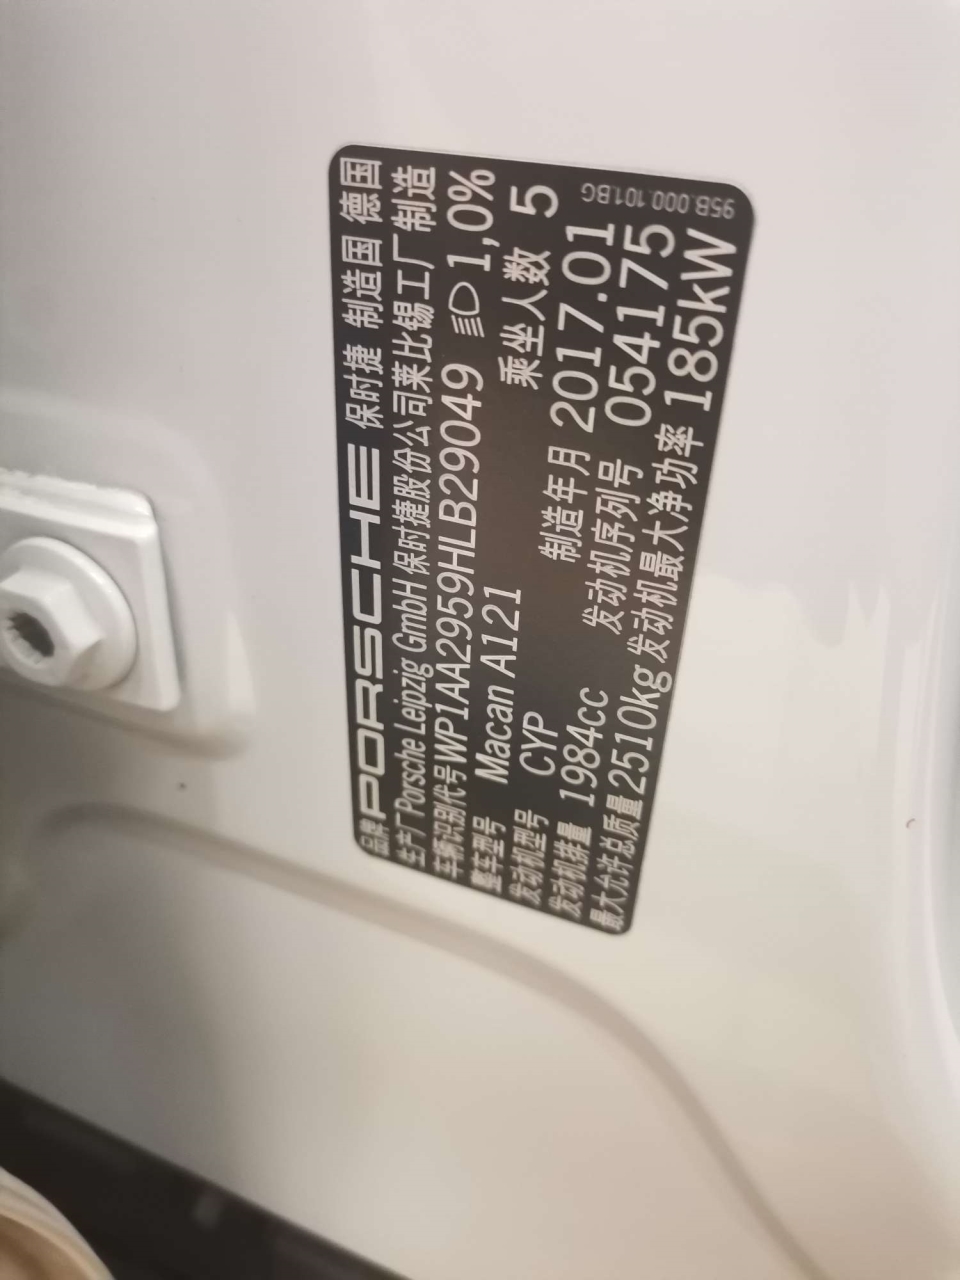 品牌 PORSCHE 保时捷 制造国 德国
生产厂 Porsche Leipzig GmbH 保时捷股份公司莱比锡工厂制造
车辆识别代号 WP1AA2959HLB29049 1,0%
整车型号 Macan A121 乘坐人数 5
发动机型号 CYP 制造年月 2017.01
发动机排量 1984cc 发动机序列号 054175
最大允许总质量 2510kg 发动机最大净功率 185kW
95B.000.101.BG